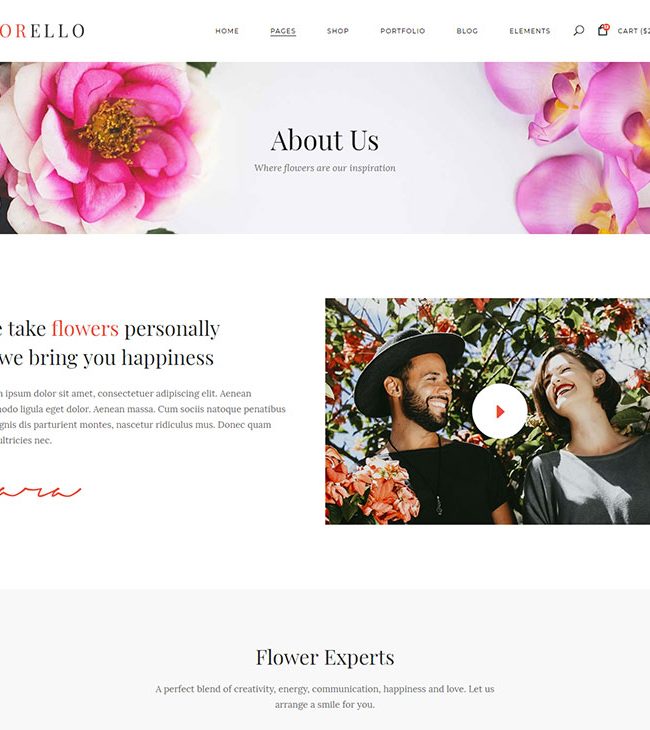 ORELLO
HOME PAGES SHOP PORTFOLIO BLOG ELEMENTS CART ($2
About Us
Where flowers are our inspiration
e take flowers personally
we bring you happiness
ipsum dolor sit amet, consectetuer adipiscing elit. Aenean
modo ligula eget dolor. Aenean massa. Cum sociis natoque penatibus
gnis dis parturient montes, nascetur ridiculus mus. Donec quam
ultricies nec.
ara
Flower Experts
A perfect blend of creativity, energy, communication, happiness and love. Let us
arrange a smile for you.